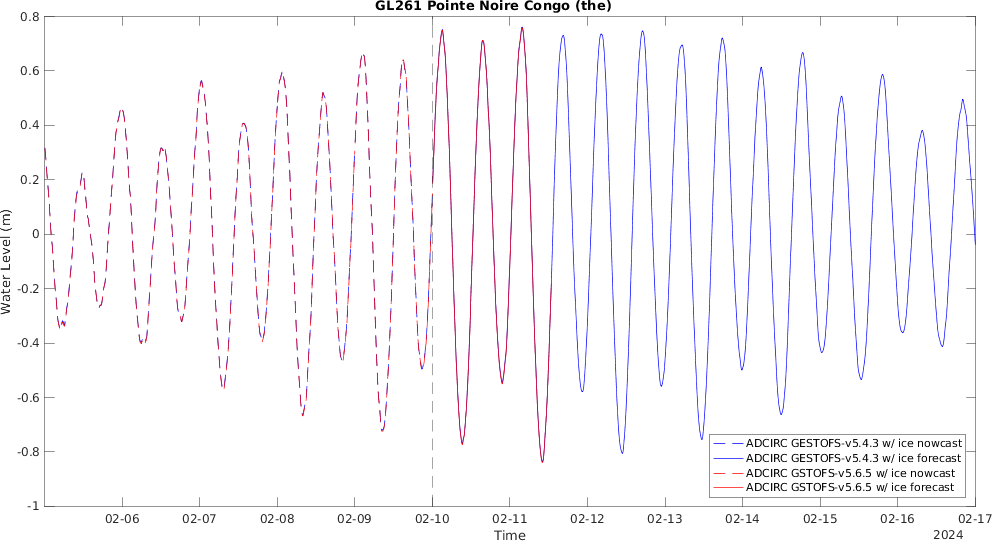 GL261 Pointe Noire Congo (the)
0.8
0.6
0.4
0.2
0
-0.2
-0.4
-0.6
-0.8
-1
Water Level (m)
ADCIRC GESTOFS-v5.4.3 w/ ice nowcast
ADCIRC GESTOFS-v5.4.3 w/ ice forecast
ADCIRC GSTOFS-v5.6.5 w/ ice nowcast
ADCIRC GSTOFS-v5.6.5 w/ ice forecast
02-06 02-07 02-08 02-09 02-10 02-11 02-12 02-13 02-14 02-15 02-16 02-17
Time
2024